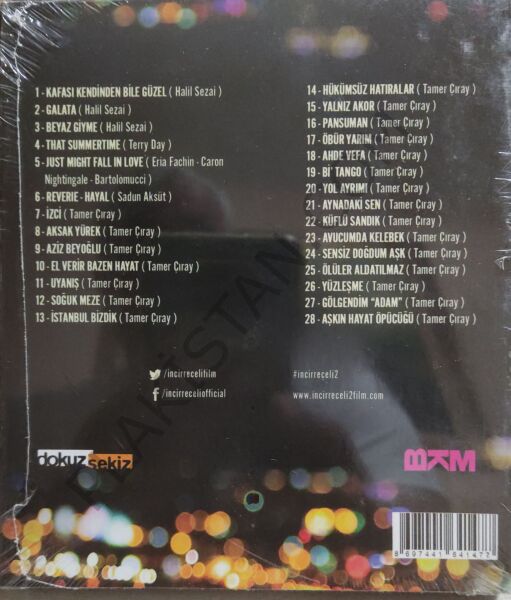 1 - KAFASI KENDİNDEN BİLE GÜZEL ( Halil Sezai )
2 - GALATA ( Halil Sezai )
3 - BEYAZ GİYME ( Halil Sezai )
4 - THAT SUMMERTIME ( Terry Day )
5 - JUST MIGHT FALL IN LOVE ( Eria Fachin - Caron
Nightingale - Bartolomucci )
6 - REVERIE - HAYAL ( Sadun Aksüt )
7 - İZCİ ( Tamer Çıray )
8 - AKSAK YÜREK ( Tamer Çıray )
9 - AZİZ BEYOĞLU ( Tamer Çıray )
10 - EL VERİR BAZEN HAYAT ( Tamer Çıray )
11 - UYANIŞ ( Tamer Çıray )
12 - SOĞUK MEZE ( Tamer Çıray )
13 - İSTANBUL BİZDİK ( Tamer Çıray )
14 - HÜKÜMSÜZ HATIRALAR ( Tamer Çıray )
15 - YALNIZ AKOR ( Tamer Çıray )
16 - PANSUMAN ( Tamer Çıray )
17 - ÖBÜR YARIM ( Tamer Çıray )
18 - AHDE VEFA ( Tamer Çıray )
19 - Bİ' TANGO ( Tamer Çıray )
20 - YOL AYRIMI ( Tamer Çıray )
21 - AYNADAKİ SEN ( Tamer Çıray )
22 - KÜFLÜ SANDIK ( Tamer Çıray )
23 - AVUCUMDA KELEBEK ( Tamer Çıray )
24 - SENSİZ DOĞDUM AŞK ( Tamer Çıray )
25 - ÖLÜLER ALDATILMAZ ( Tamer Çıray )
26 - YÜZLEŞME ( Tamer Çıray )
27 - GÖLGENDİM "ADAM" ( Tamer Çıray )
28 - AŞKIN HAYAT ÖPÜCÜĞÜ ( Tamer Çıray )
/incirrecelifilm
/incirreceliofficial
#incirreceli2
www.incirreceli2film.com
dokuz sekiz
BKM
8 697441 841477